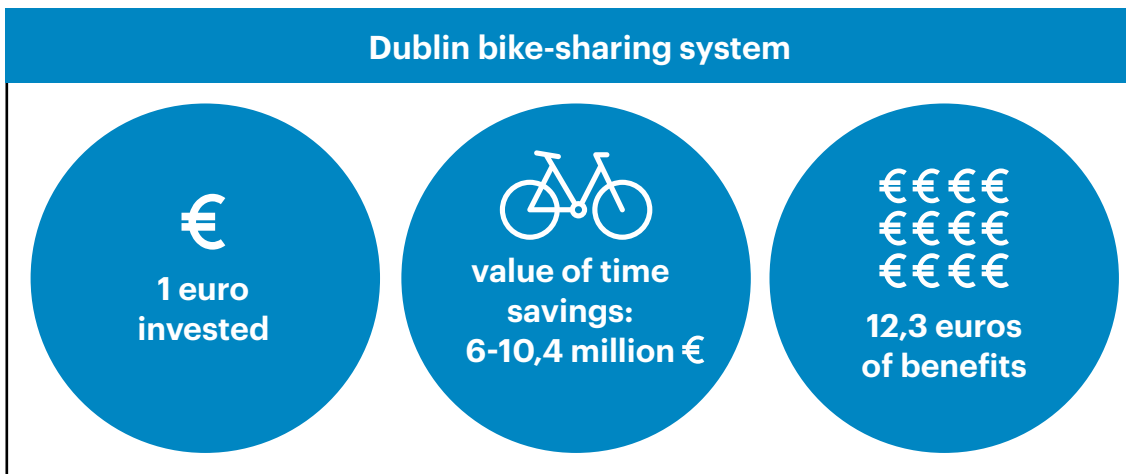 Dublin bike-sharing system
€
1 euro
invested
value of time
savings:
6-10,4 million €
€ € € €
€ € € €
€ € € €
12,3 euros
of benefits